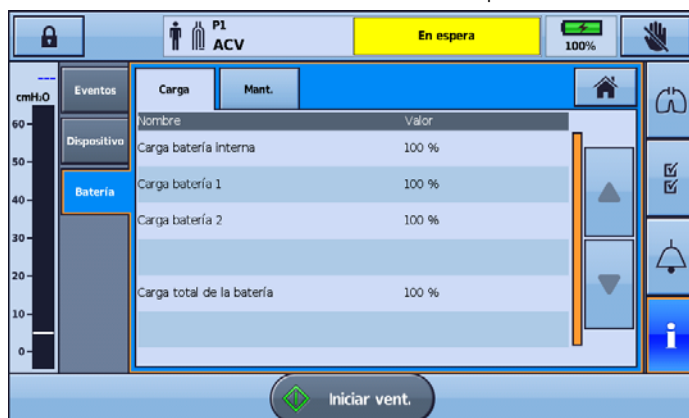 P1
ACV
En espera
100%
---
cmH2O
60
50
40
30
20
10
0
Eventos
Dispositivo
Batería
Carga
Mant.
Nombre Valor
Carga batería interna 100 %
Carga batería 1 100 %
Carga batería 2 100 %
Carga total de la batería 100 %
i
Iniciar vent.